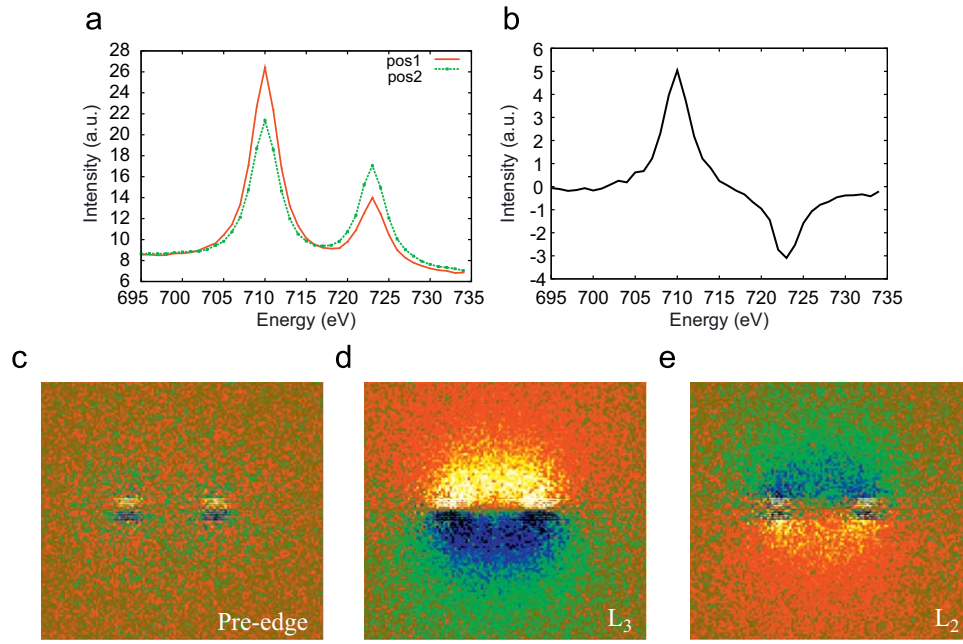 a
28
26
24
22
20
18
16
14
12
10
8
6
695 700 705 710 715 720 725 730 735
Intensity (a.u.)
Energy (eV)
pos1
pos2
b
6
5
4
3
2
1
0
-1
-2
-3
-4
695 700 705 710 715 720 725 730 735
Intensity (a.u.)
Energy (eV)
c
Pre-edge
d
L3
e
L2